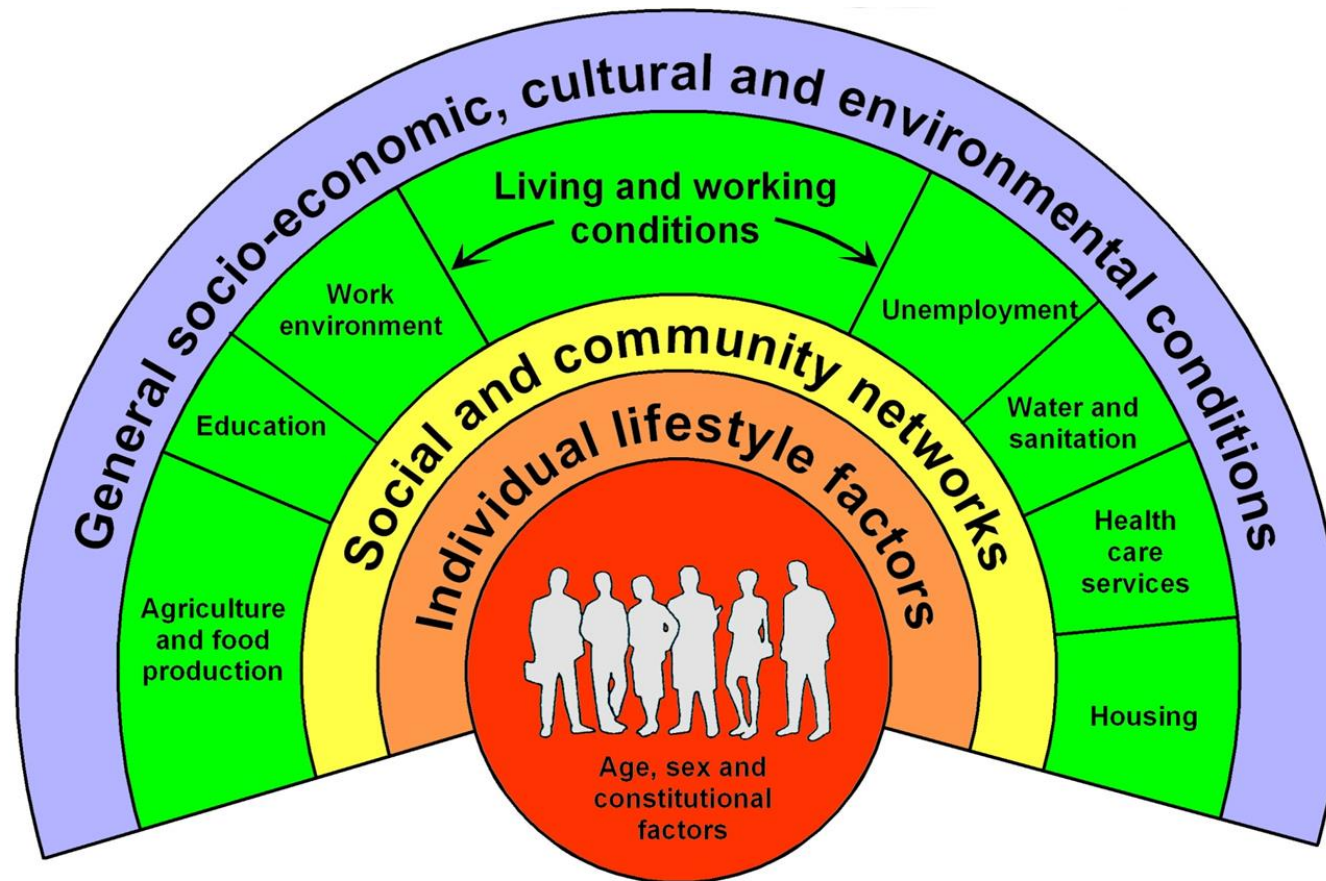 General socio-economic, cultural and environmental conditions
Living and working
conditions
Work
environment
Education
Agriculture
and food
production
Unemployment
Water and
sanitation
Health
care
services
Housing
Social and community networks
Individual lifestyle factors
Age, sex and
constitutional
factors